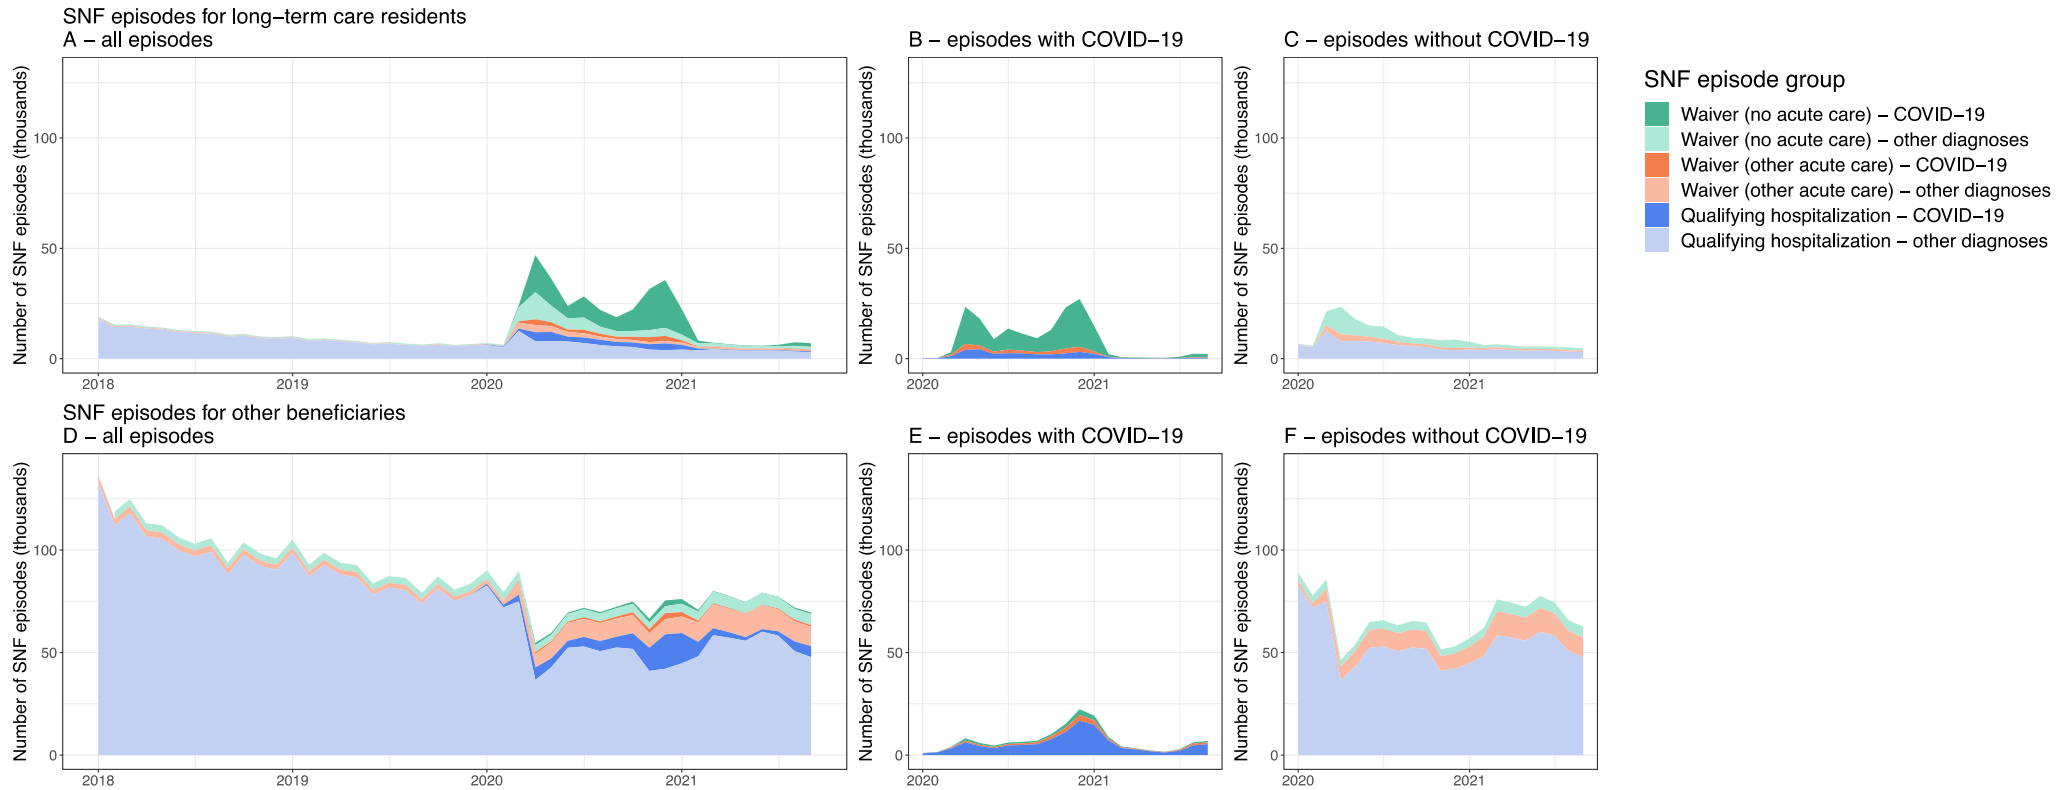 SNF episodes for long−term care residents
A − all episodes
B − episodes with COVID−19
C − episodes without COVID−19
Number of SNF episodes (thousands)
100
50
0
2018
2019
2020
2021
Number of SNF episodes (thousands)
100
50
0
2020
2021
Number of SNF episodes (thousands)
100
50
0
2020
2021
SNF episode group
Waiver (no acute care) − COVID−19
Waiver (no acute care) − other diagnoses
Waiver (other acute care) − COVID−19
Waiver (other acute care) − other diagnoses
Qualifying hospitalization − COVID−19
Qualifying hospitalization − other diagnoses
SNF episodes for other beneficiaries
D − all episodes
E − episodes with COVID−19
F − episodes without COVID−19
Number of SNF episodes (thousands)
100
50
0
2018
2019
2020
2021
Number of SNF episodes (thousands)
100
50
0
2020
2021
Number of SNF episodes (thousands)
100
50
0
2020
2021